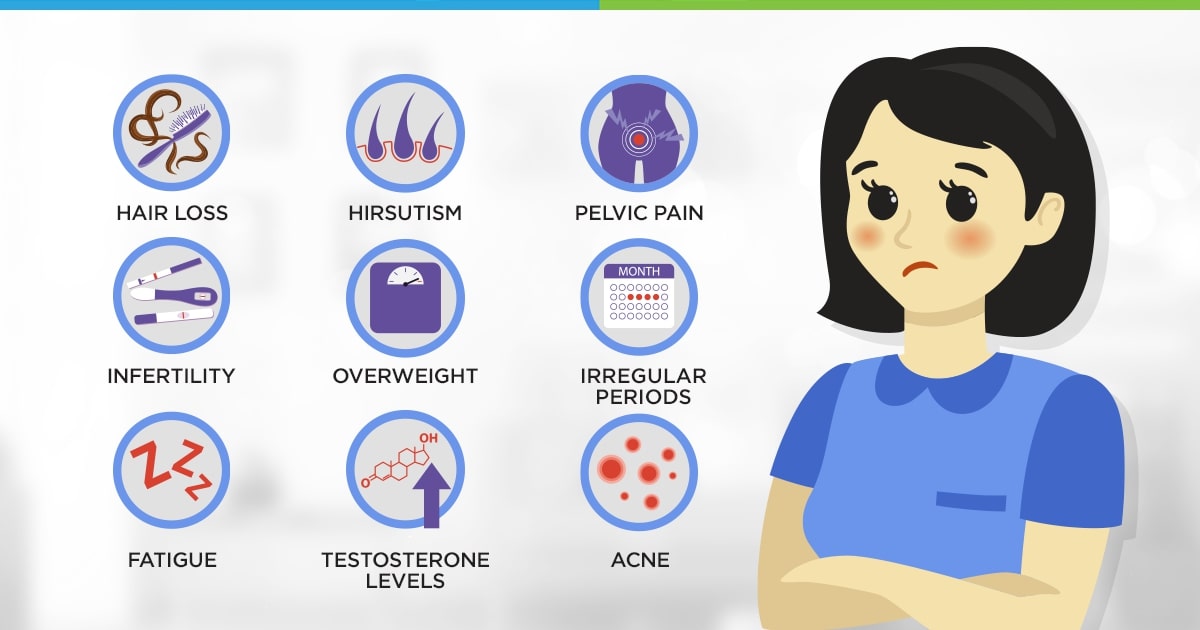 HAIR LOSS
HIRSUTISM
PELVIC PAIN
MONTH
INFERTILITY
OVERWEIGHT
IRREGULAR
PERIODS
Z Z Z
OH
O
FATIGUE
TESTOSTERONE
LEVELS
ACNE